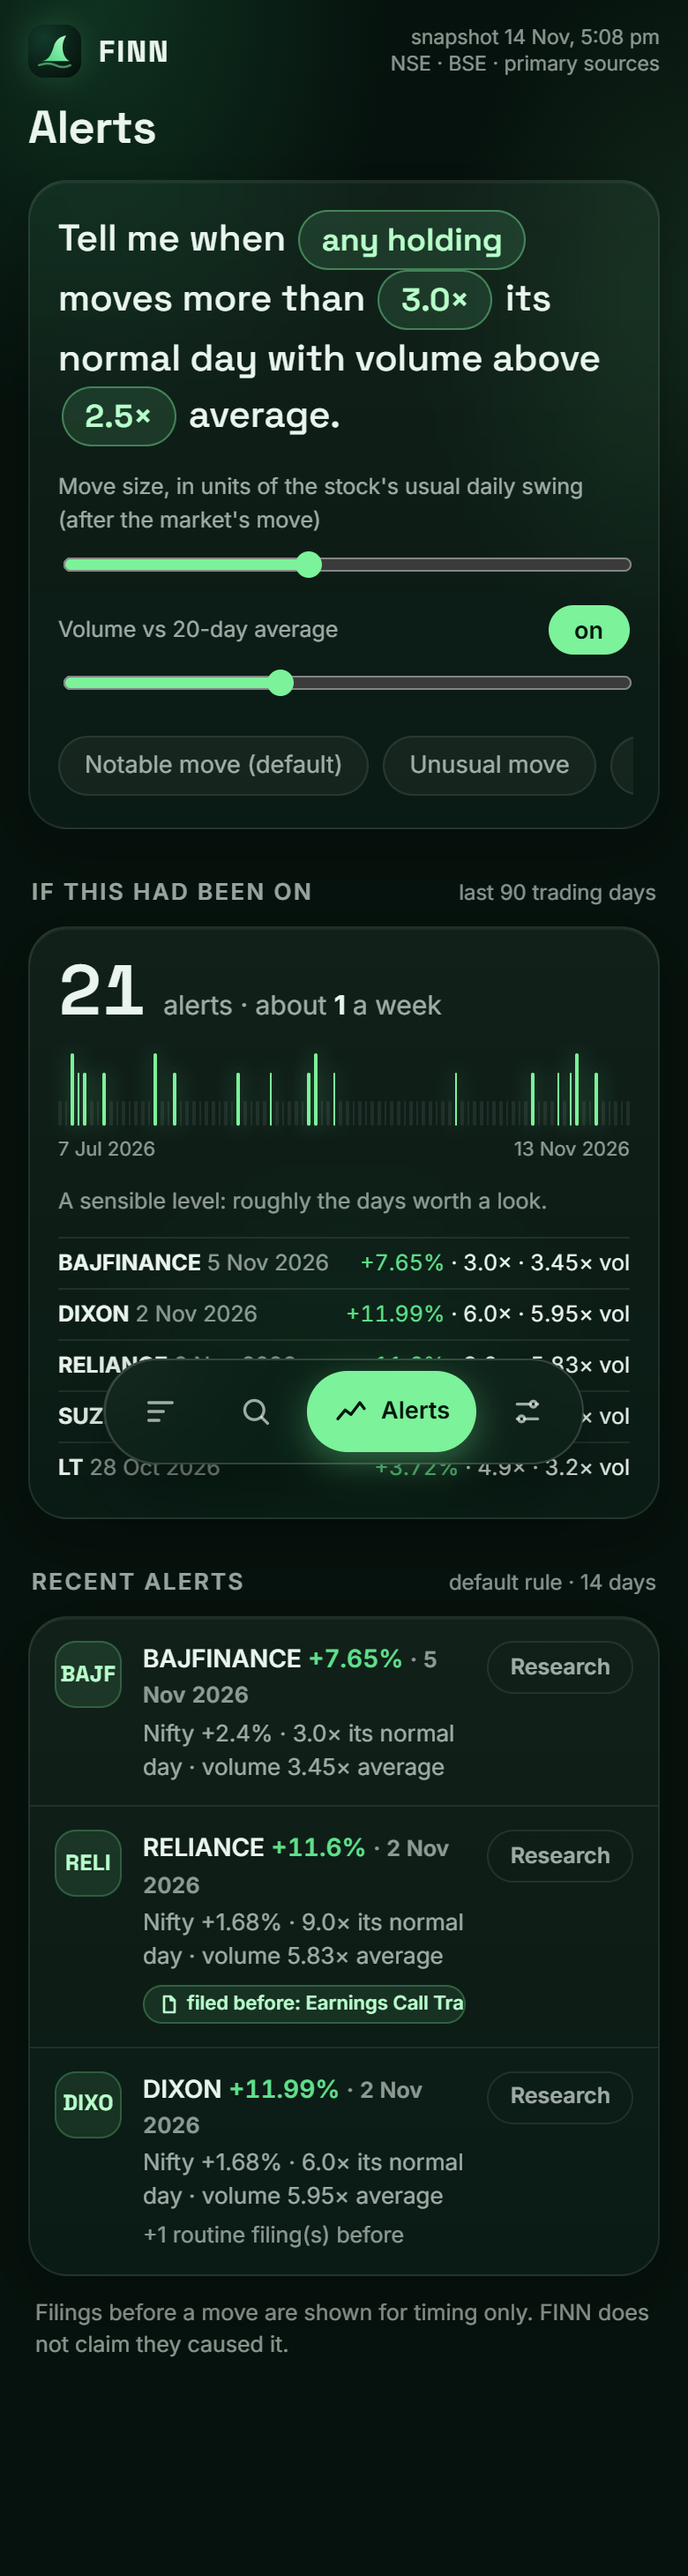 FINN
snapshot 14 Nov, 5:08 pm
NSE · BSE · primary sources
Alerts
Tell me when any holding
moves more than 3.0× its
normal day with volume above
2.5× average.
Move size, in units of the stock's usual daily swing
(after the market's move)
Volume vs 20-day average on
Notable move (default) Unusual move
IF THIS HAD BEEN ON last 90 trading days
21 alerts · about 1 a week
7 Jul 2026 13 Nov 2026
A sensible level: roughly the days worth a look.
BAJFINANCE 5 Nov 2026 +7.65% · 3.0× · 3.45× vol
DIXON 2 Nov 2026 +11.99% · 6.0× · 5.95× vol
vol
SUZ × vol
Alerts
LT 28 Oct 2026 +3.72% · 4.9× · 3.2× vol
RECENT ALERTS default rule · 14 days
BAJF
BAJFINANCE +7.65% · 5
Nov 2026
Nifty +2.4% · 3.0× its normal
day · volume 3.45× average
Research
RELI
RELIANCE +11.6% · 2 Nov
2026
Nifty +1.68% · 9.0× its normal
day · volume 5.83× average
filed before: Earnings Call Tra
Research
DIXO
DIXON +11.99% · 2 Nov
2026
Nifty +1.68% · 6.0× its normal
day · volume 5.95× average
+1 routine filing(s) before
Research
Filings before a move are shown for timing only. FINN does
not claim they caused it.